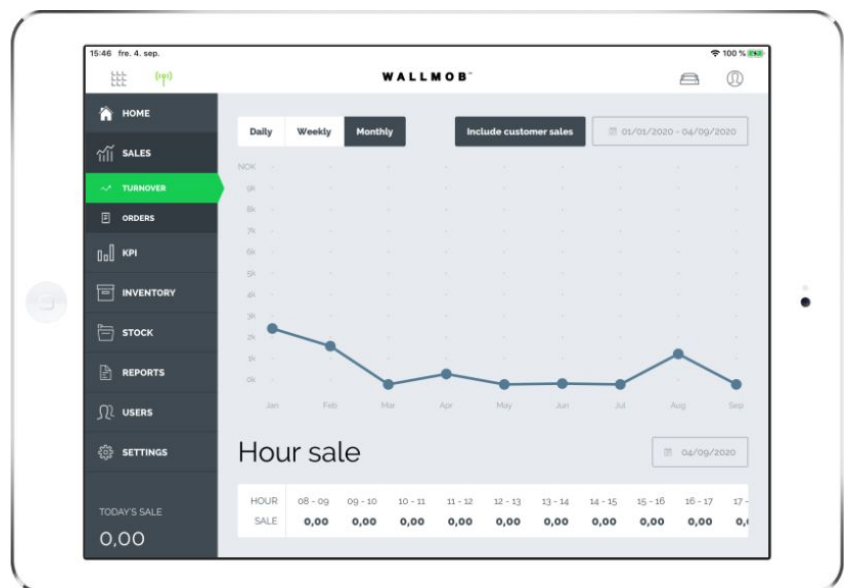 15:46 fre. 4. sep. 100 %
WALLMOB
HOME
SALES
TURNOVER
ORDERS
KPI
INVENTORY
STOCK
REPORTS
USERS
SETTINGS
TODAY'S SALE
0,00
Daily Weekly Monthly Include customer sales 01/01/2020 - 04/09/2020
NOK
9k
8k
7k
6k
5k
4k
3k
2k
1k
0k
Jan Feb Mar Apr May Jun Jul Aug Sep
Hour sale 04/09/2020
HOUR 08 - 09 09 - 10 10 - 11 11 - 12 12 - 13 13 - 14 14 - 15 15 - 16 16 - 17 17 -
SALE 0,00 0,00 0,00 0,00 0,00 0,00 0,00 0,00 0,00 0,